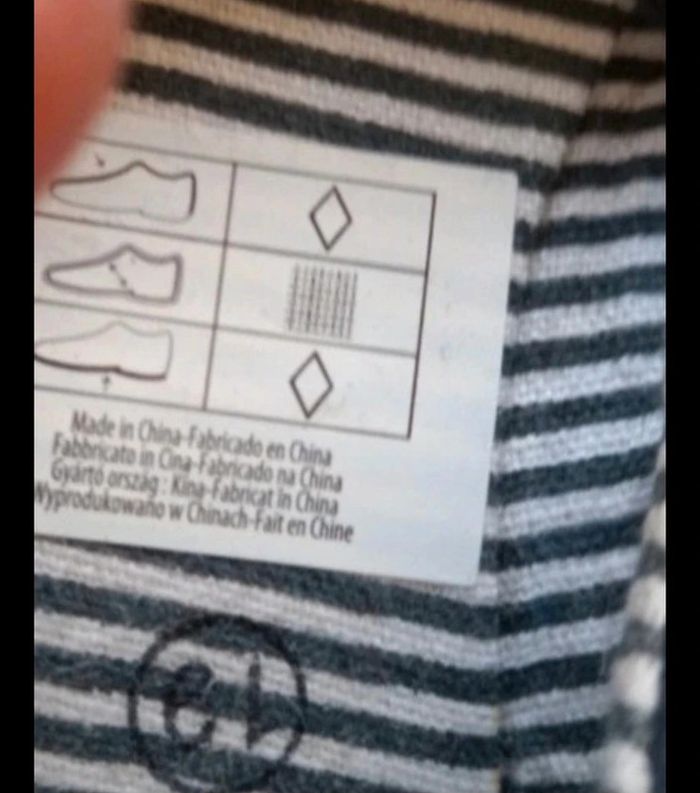 Made in China-Fabricado en China
Fabbricato in Cina-Fabricado na China
Gyártó ország : Kína-Fabricat în China
Wyprodukowano w Chinach-Fait en Chine